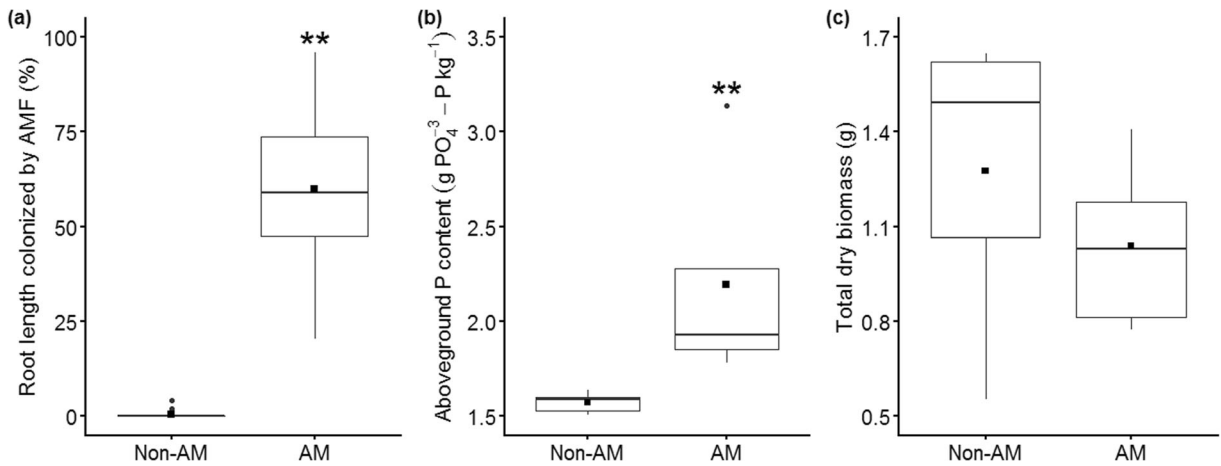 (a)
Root length colonized by AMF (%)
100
75
50
25
0
**
Non-AM
AM
(b)
Aboveground P content (g PO₄⁻³ – P kg⁻¹)
3.5
3.0
2.5
2.0
1.5
**
Non-AM
AM
(c)
Total dry biomass (g)
1.7
1.4
1.1
0.8
0.5
Non-AM
AM